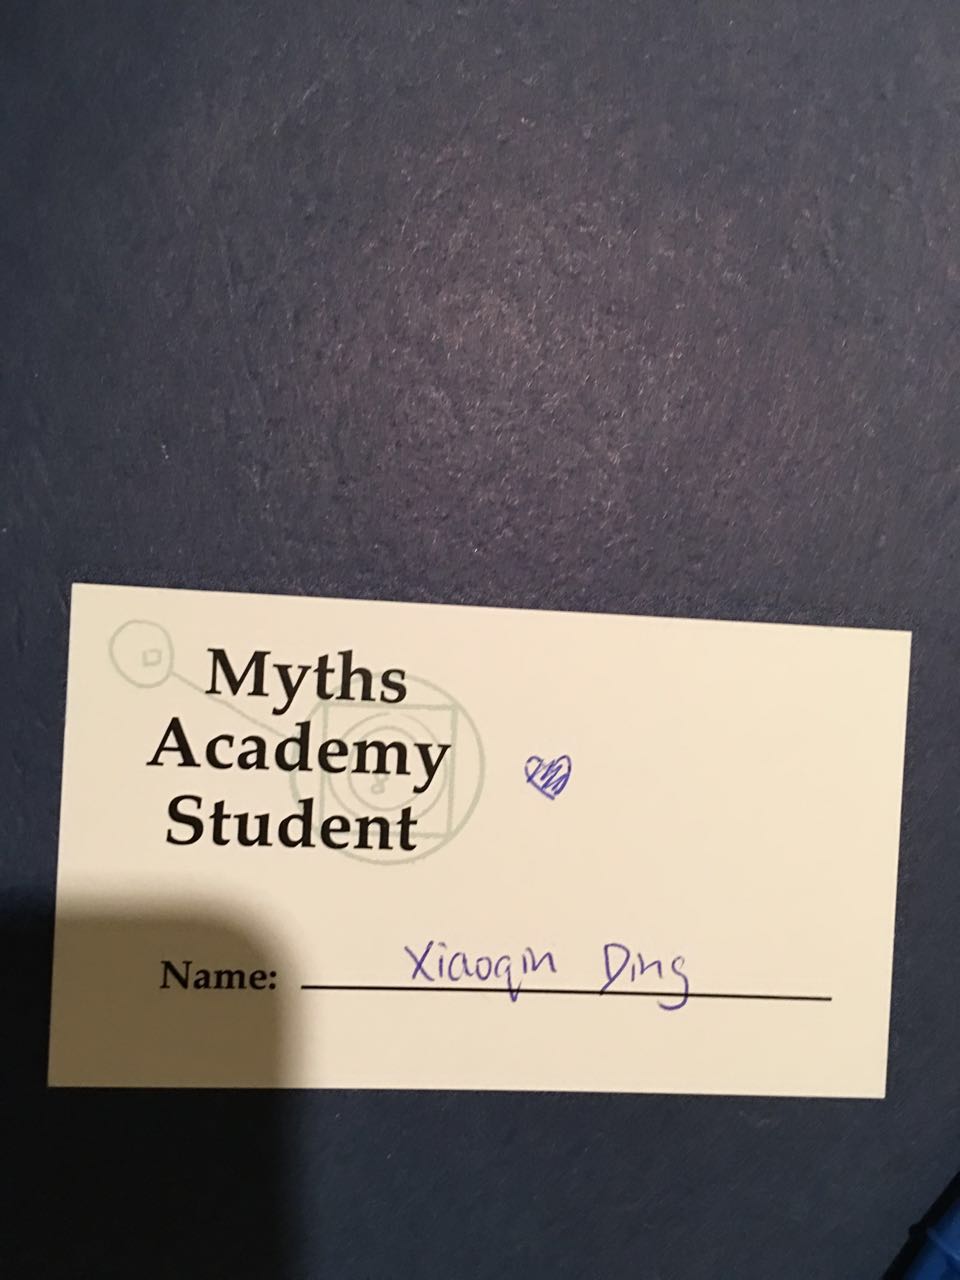 Myths
Academy
Student
Name: Xiaoqin Ding